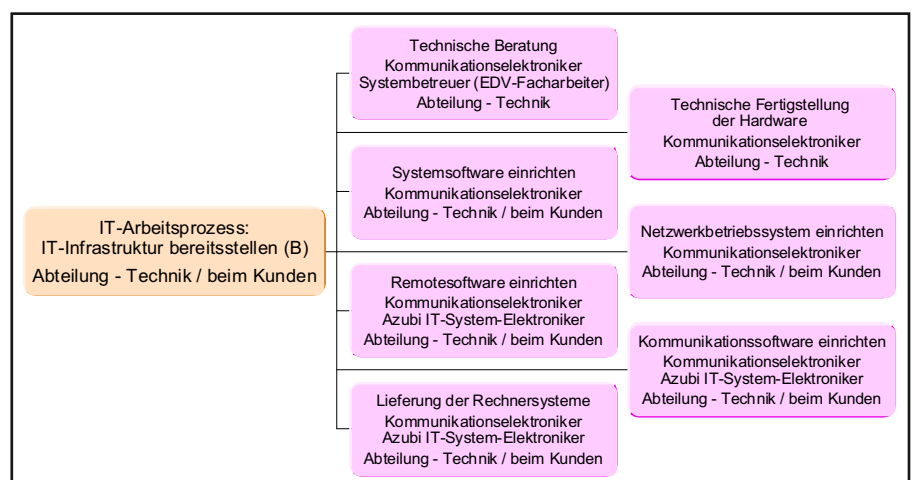 Technische Beratung
Kommunikationselektroniker
Systembetreuer (EDV-Facharbeiter)
Abteilung - Technik
Technische Fertigstellung
der Hardware
Kommunikationselektroniker
Abteilung - Technik
Systemsoftware einrichten
Kommunikationselektroniker
Abteilung - Technik / beim Kunden
IT-Arbeitsprozess:
IT-Infrastruktur bereitsstellen (B)
Abteilung - Technik / beim Kunden
Netzwerkbetriebssystem einrichten
Kommunikationselektroniker
Abteilung - Technik / beim Kunden
Remotesoftware einrichten
Kommunikationselektroniker
Azubi IT-System-Elektroniker
Abteilung - Technik / beim Kunden
Kommunikationssoftware einrichten
Kommunikationselektroniker
Azubi IT-System-Elektroniker
Abteilung - Technik / beim Kunden
Lieferung der Rechnersysteme
Kommunikationselektroniker
Azubi IT-System-Elektroniker
Abteilung - Technik / beim Kunden